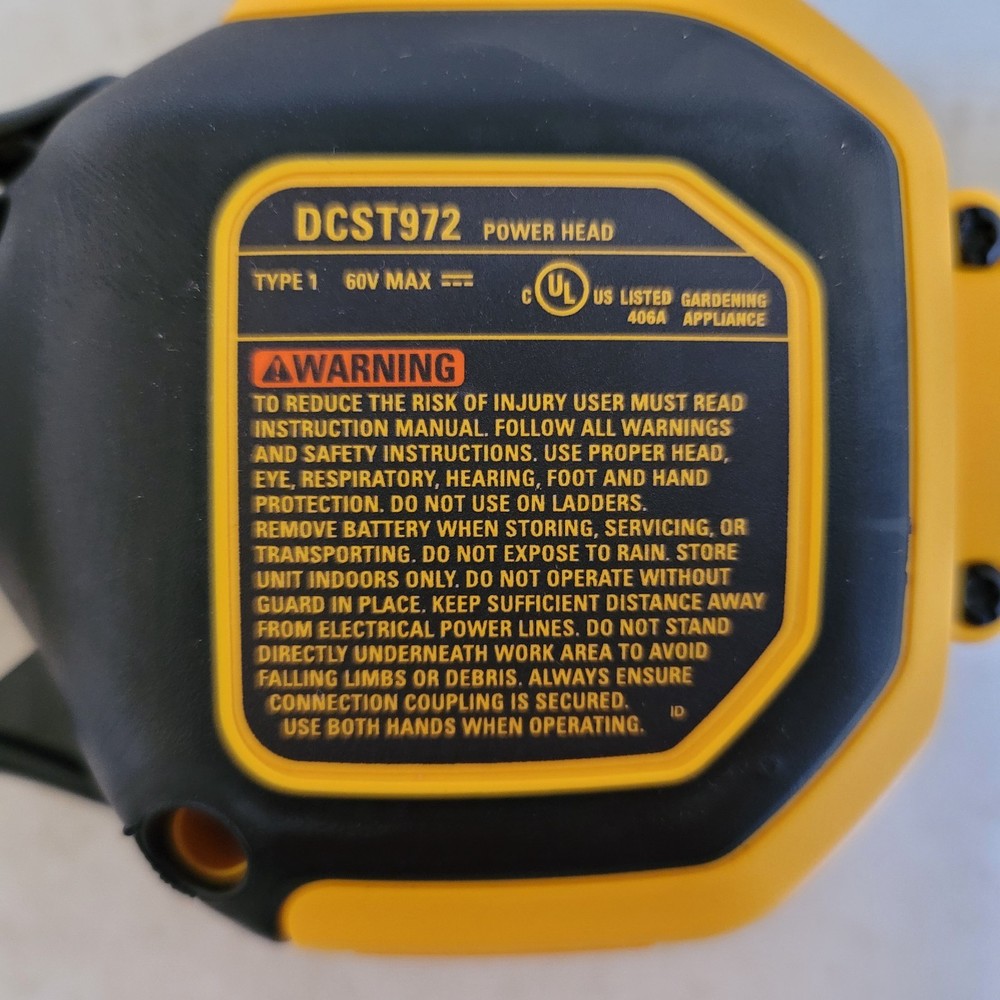 DCST972 POWER HEAD
TYPE 1 60V MAX ⎓
C UL US LISTED GARDENING
406A APPLIANCE
⚠WARNING
TO REDUCE THE RISK OF INJURY USER MUST READ
INSTRUCTION MANUAL. FOLLOW ALL WARNINGS
AND SAFETY INSTRUCTIONS. USE PROPER HEAD,
EYE, RESPIRATORY, HEARING, FOOT AND HAND
PROTECTION. DO NOT USE ON LADDERS.
REMOVE BATTERY WHEN STORING, SERVICING, OR
TRANSPORTING. DO NOT EXPOSE TO RAIN. STORE
UNIT INDOORS ONLY. DO NOT OPERATE WITHOUT
GUARD IN PLACE. KEEP SUFFICIENT DISTANCE AWAY
FROM ELECTRICAL POWER LINES. DO NOT STAND
DIRECTLY UNDERNEATH WORK AREA TO AVOID
FALLING LIMBS OR DEBRIS. ALWAYS ENSURE
CONNECTION COUPLING IS SECURED.
USE BOTH HANDS WHEN OPERATING. ID